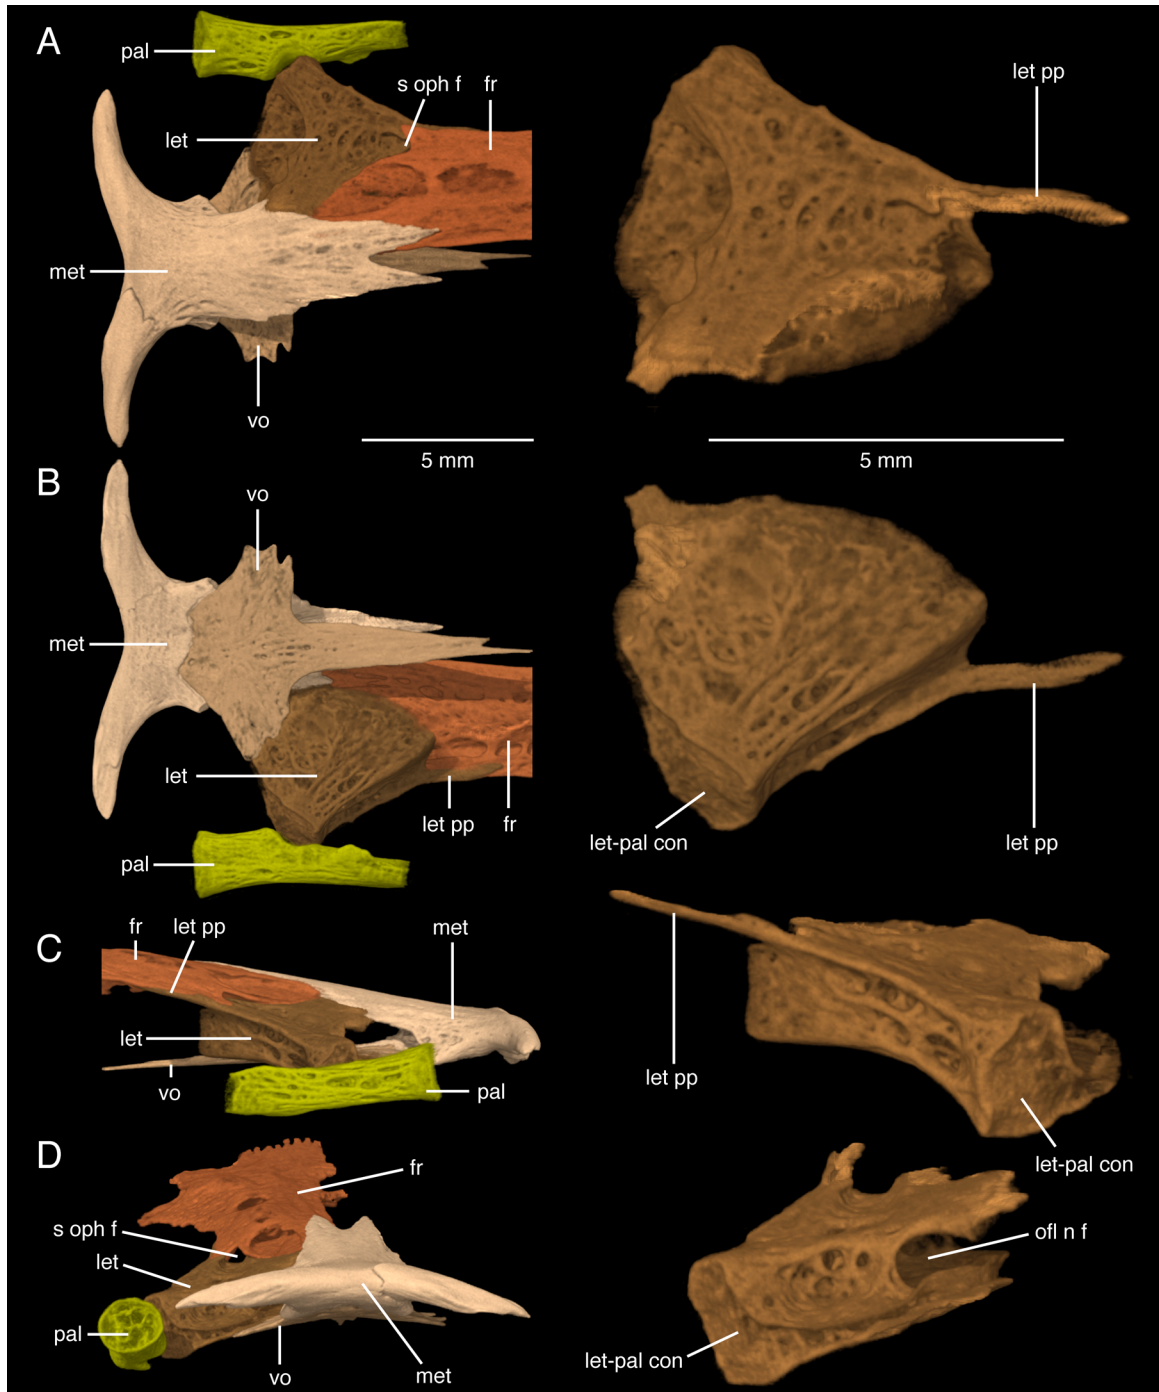 A
pal
s oph f
fr
let
met
vo
5 mm
let pp
5 mm
B
vo
met
let
let pp
fr
pal
let-pal con
let pp
C
fr
let pp
met
let
vo
pal
let pp
let-pal con
D
fr
s oph f
let
pal
vo
met
ofl n f
let-pal con